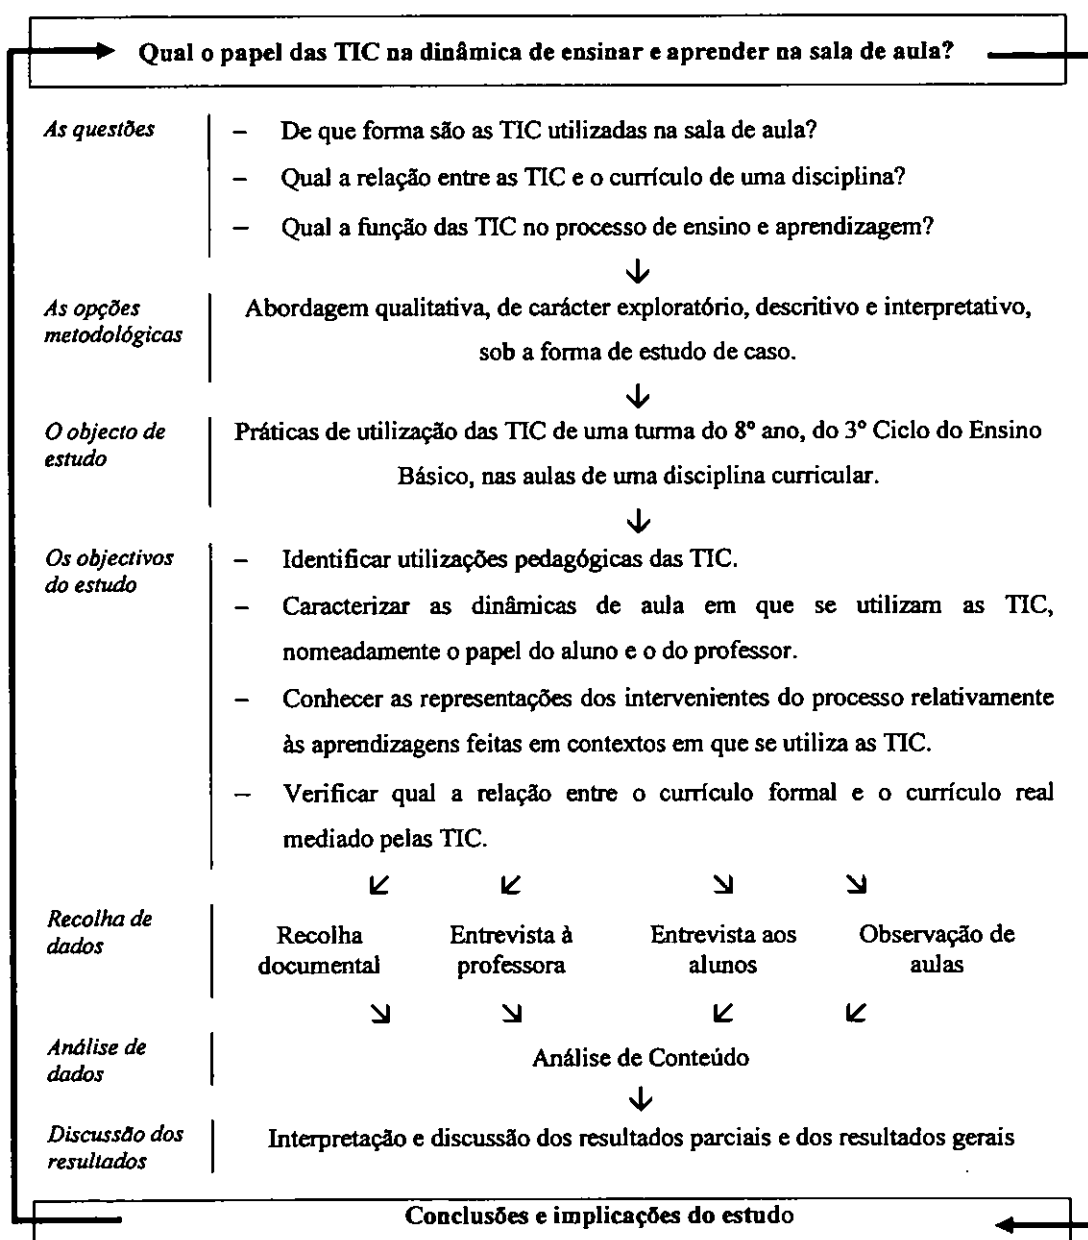 Qual o papel das TIC na dinâmica de ensinar e aprender na sala de aula?
As questões
– De que forma são as TIC utilizadas na sala de aula?
– Qual a relação entre as TIC e o currículo de uma disciplina?
– Qual a função das TIC no processo de ensino e aprendizagem?
As opções
metodológicas
Abordagem qualitativa, de carácter exploratório, descritivo e interpretativo,
sob a forma de estudo de caso.
O objecto de
estudo
Práticas de utilização das TIC de uma turma do 8º ano, do 3º Ciclo do Ensino
Básico, nas aulas de uma disciplina curricular.
Os objectivos
do estudo
– Identificar utilizações pedagógicas das TIC.
– Caracterizar as dinâmicas de aula em que se utilizam as TIC,
nomeadamente o papel do aluno e o do professor.
– Conhecer as representações dos intervenientes do processo relativamente
às aprendizagens feitas em contextos em que se utiliza as TIC.
– Verificar qual a relação entre o currículo formal e o currículo real
mediado pelas TIC.
Recolha de
dados
Recolha
documental
Entrevista à
professora
Entrevista aos
alunos
Observação de
aulas
Análise de
dados
Análise de Conteúdo
Discussão dos
resultados
Interpretação e discussão dos resultados parciais e dos resultados gerais
Conclusões e implicações do estudo